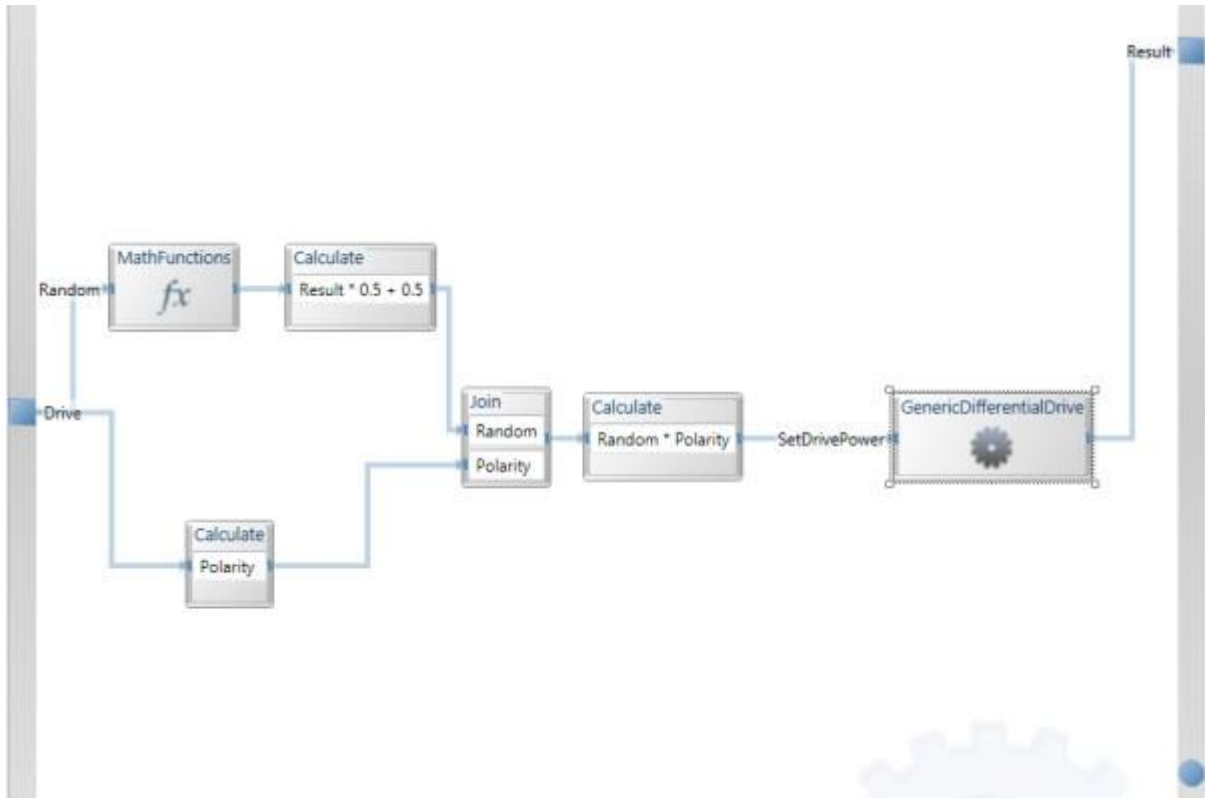 Result
MathFunctions
fx
Calculate
Result * 0.5 + 0.5
Random
Drive
Join
Random
Polarity
Calculate
Random * Polarity
SetDrivePower
GenericDifferentialDrive
Calculate
Polarity